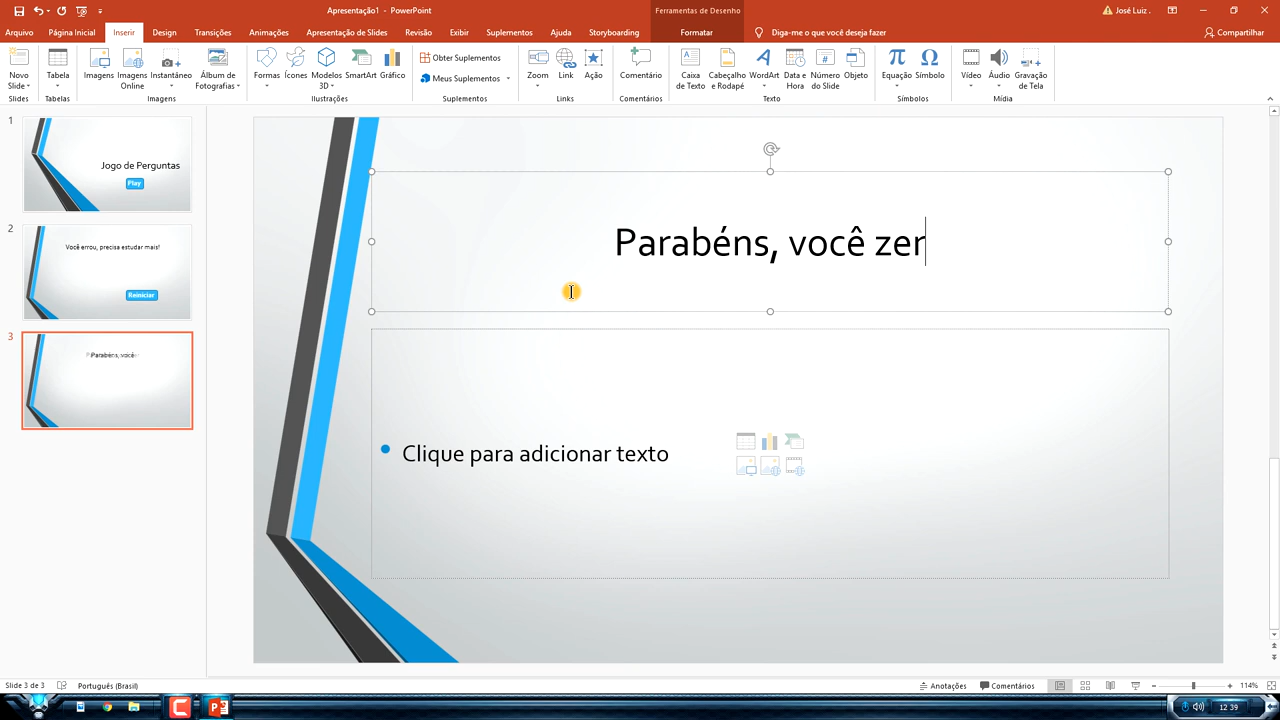 Apresentação1 - PowerPoint
Ferramentas de Desenho
José Luiz .
Arquivo
Página Inicial
Inserir
Design
Transições
Animações
Apresentação de Slides
Revisão
Exibir
Suplementos
Ajuda
Storyboarding
Formatar
Diga-me o que você deseja fazer
Compartilhar
Novo Slide
Tabela
Imagens
Imagens Online
Instantâneo
Álbum de Fotografias
Formas
Ícones
Modelos 3D
SmartArt
Gráfico
Obter Suplementos
Meus Suplementos
Zoom
Link
Ação
Comentário
Caixa de Texto
Cabeçalho e Rodapé
WordArt
Data e Hora
Número do Slide
Objeto
Equação
Símbolo
Vídeo
Áudio
Gravação de Tela
Slides
Tabelas
Imagens
Ilustrações
Suplementos
Links
Comentários
Texto
Símbolos
Mídia
1
Jogo de Perguntas
Play
2
Você errou, precisa estudar mais!
Reiniciar
3
Parabéns, você
Parabéns, você zer
Clique para adicionar texto
Slide 3 de 3
Português (Brasil)
Anotações
Comentários
114%
12:39